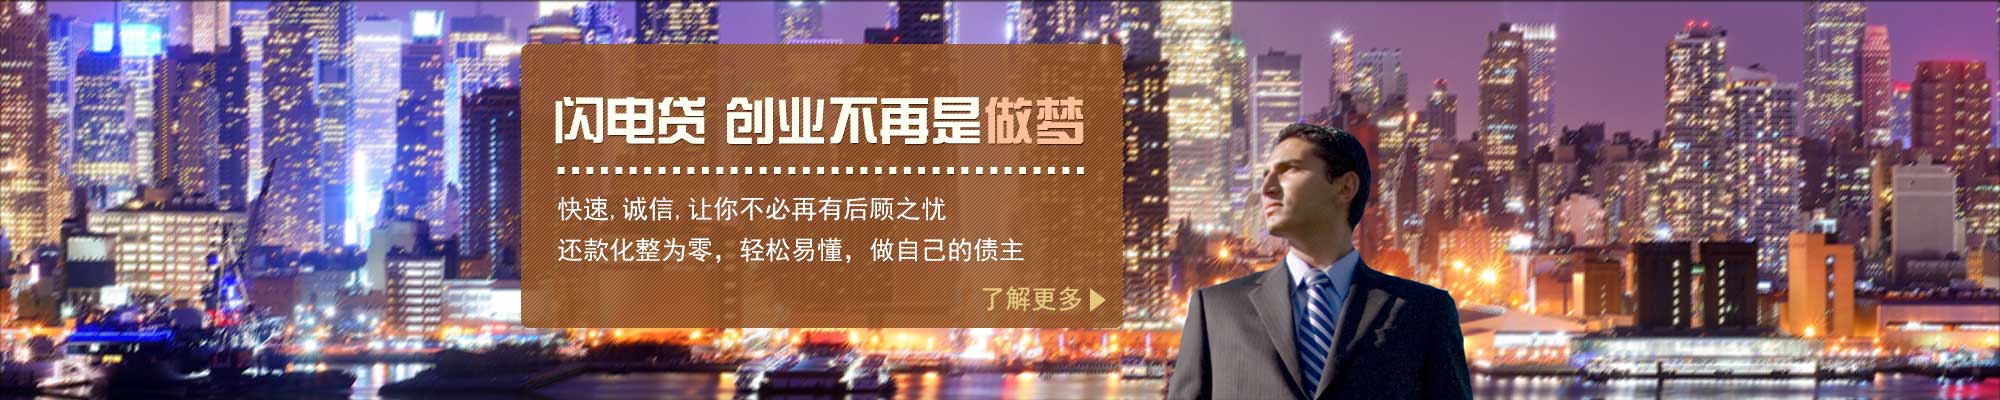 闪电贷 创业不再是做梦
快速,诚信,让你不必再有后顾之忧
还款化整为零，轻松易懂，做自己的债主
了解更多